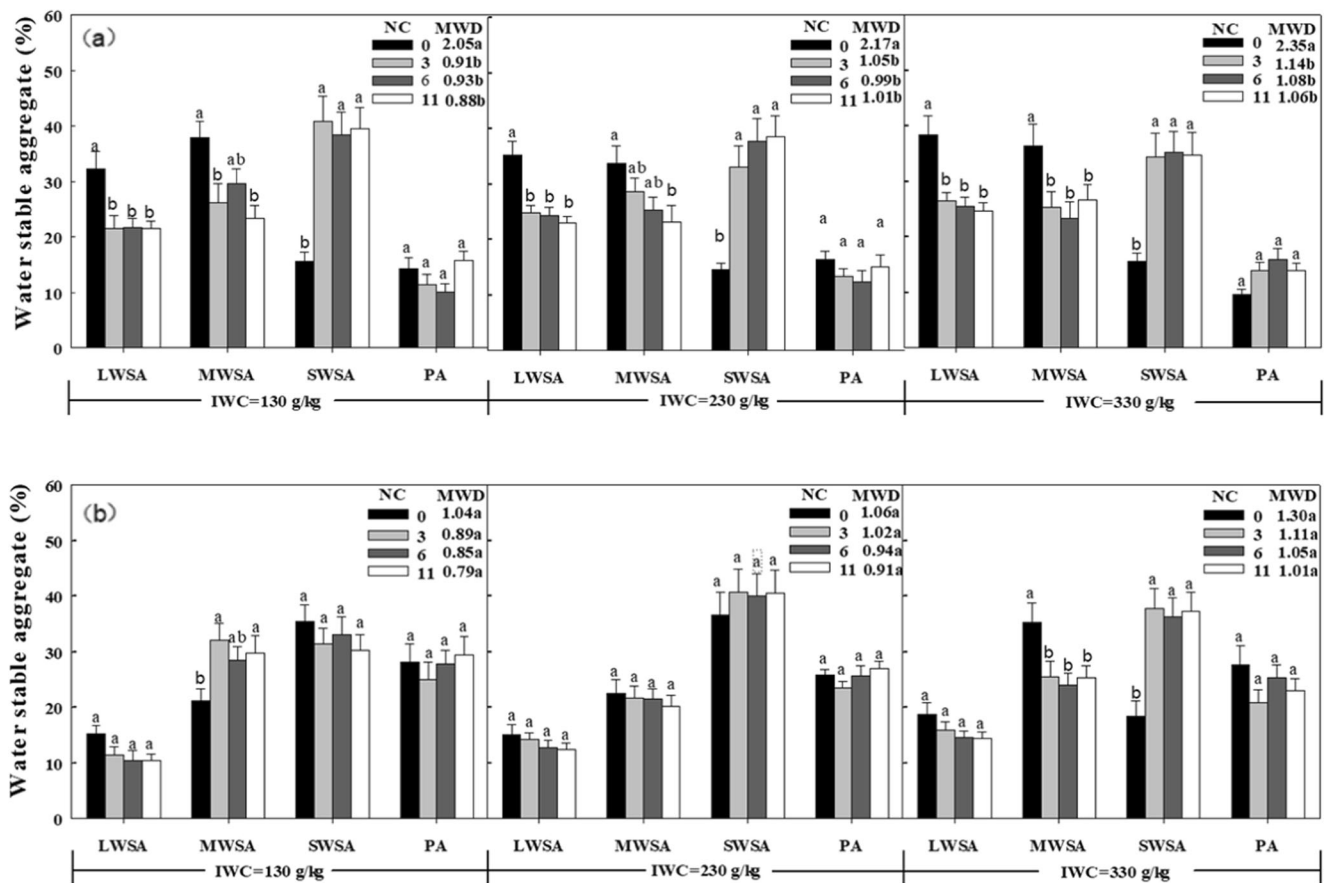 Water stable aggregate (%)
60
50
40
30
20
10
0
(a)
NC MWD
0 2.05a
3 0.91b
6 0.93b
11 0.88b
a b b b
a b ab b
b a a a
a a a a
LWSA MWSA SWSA PA
IWC=130 g/kg
NC MWD
0 2.17a
3 1.05b
6 0.99b
11 1.01b
a b b b
a ab ab b
b a a a
a a a a
LWSA MWSA SWSA PA
IWC=230 g/kg
NC MWD
0 2.35a
3 1.14b
6 1.08b
11 1.06b
a b b b
a b b b
b a a a
a a a a
LWSA MWSA SWSA PA
IWC=330 g/kg
Water stable aggregate (%)
60
50
40
30
20
10
0
(b)
NC MWD
0 1.04a
3 0.89a
6 0.85a
11 0.79a
a a a a
b a ab a
a a a a
a a a a
LWSA MWSA SWSA PA
IWC=130 g/kg
NC MWD
0 1.06a
3 1.02a
6 0.94a
11 0.91a
a a a a
a a a a
a a a a
a a a a
LWSA MWSA SWSA PA
IWC=230 g/kg
NC MWD
0 1.30a
3 1.11a
6 1.05a
11 1.01a
a a a a
a b b b
b a a a
a a a a
LWSA MWSA SWSA PA
IWC=330 g/kg